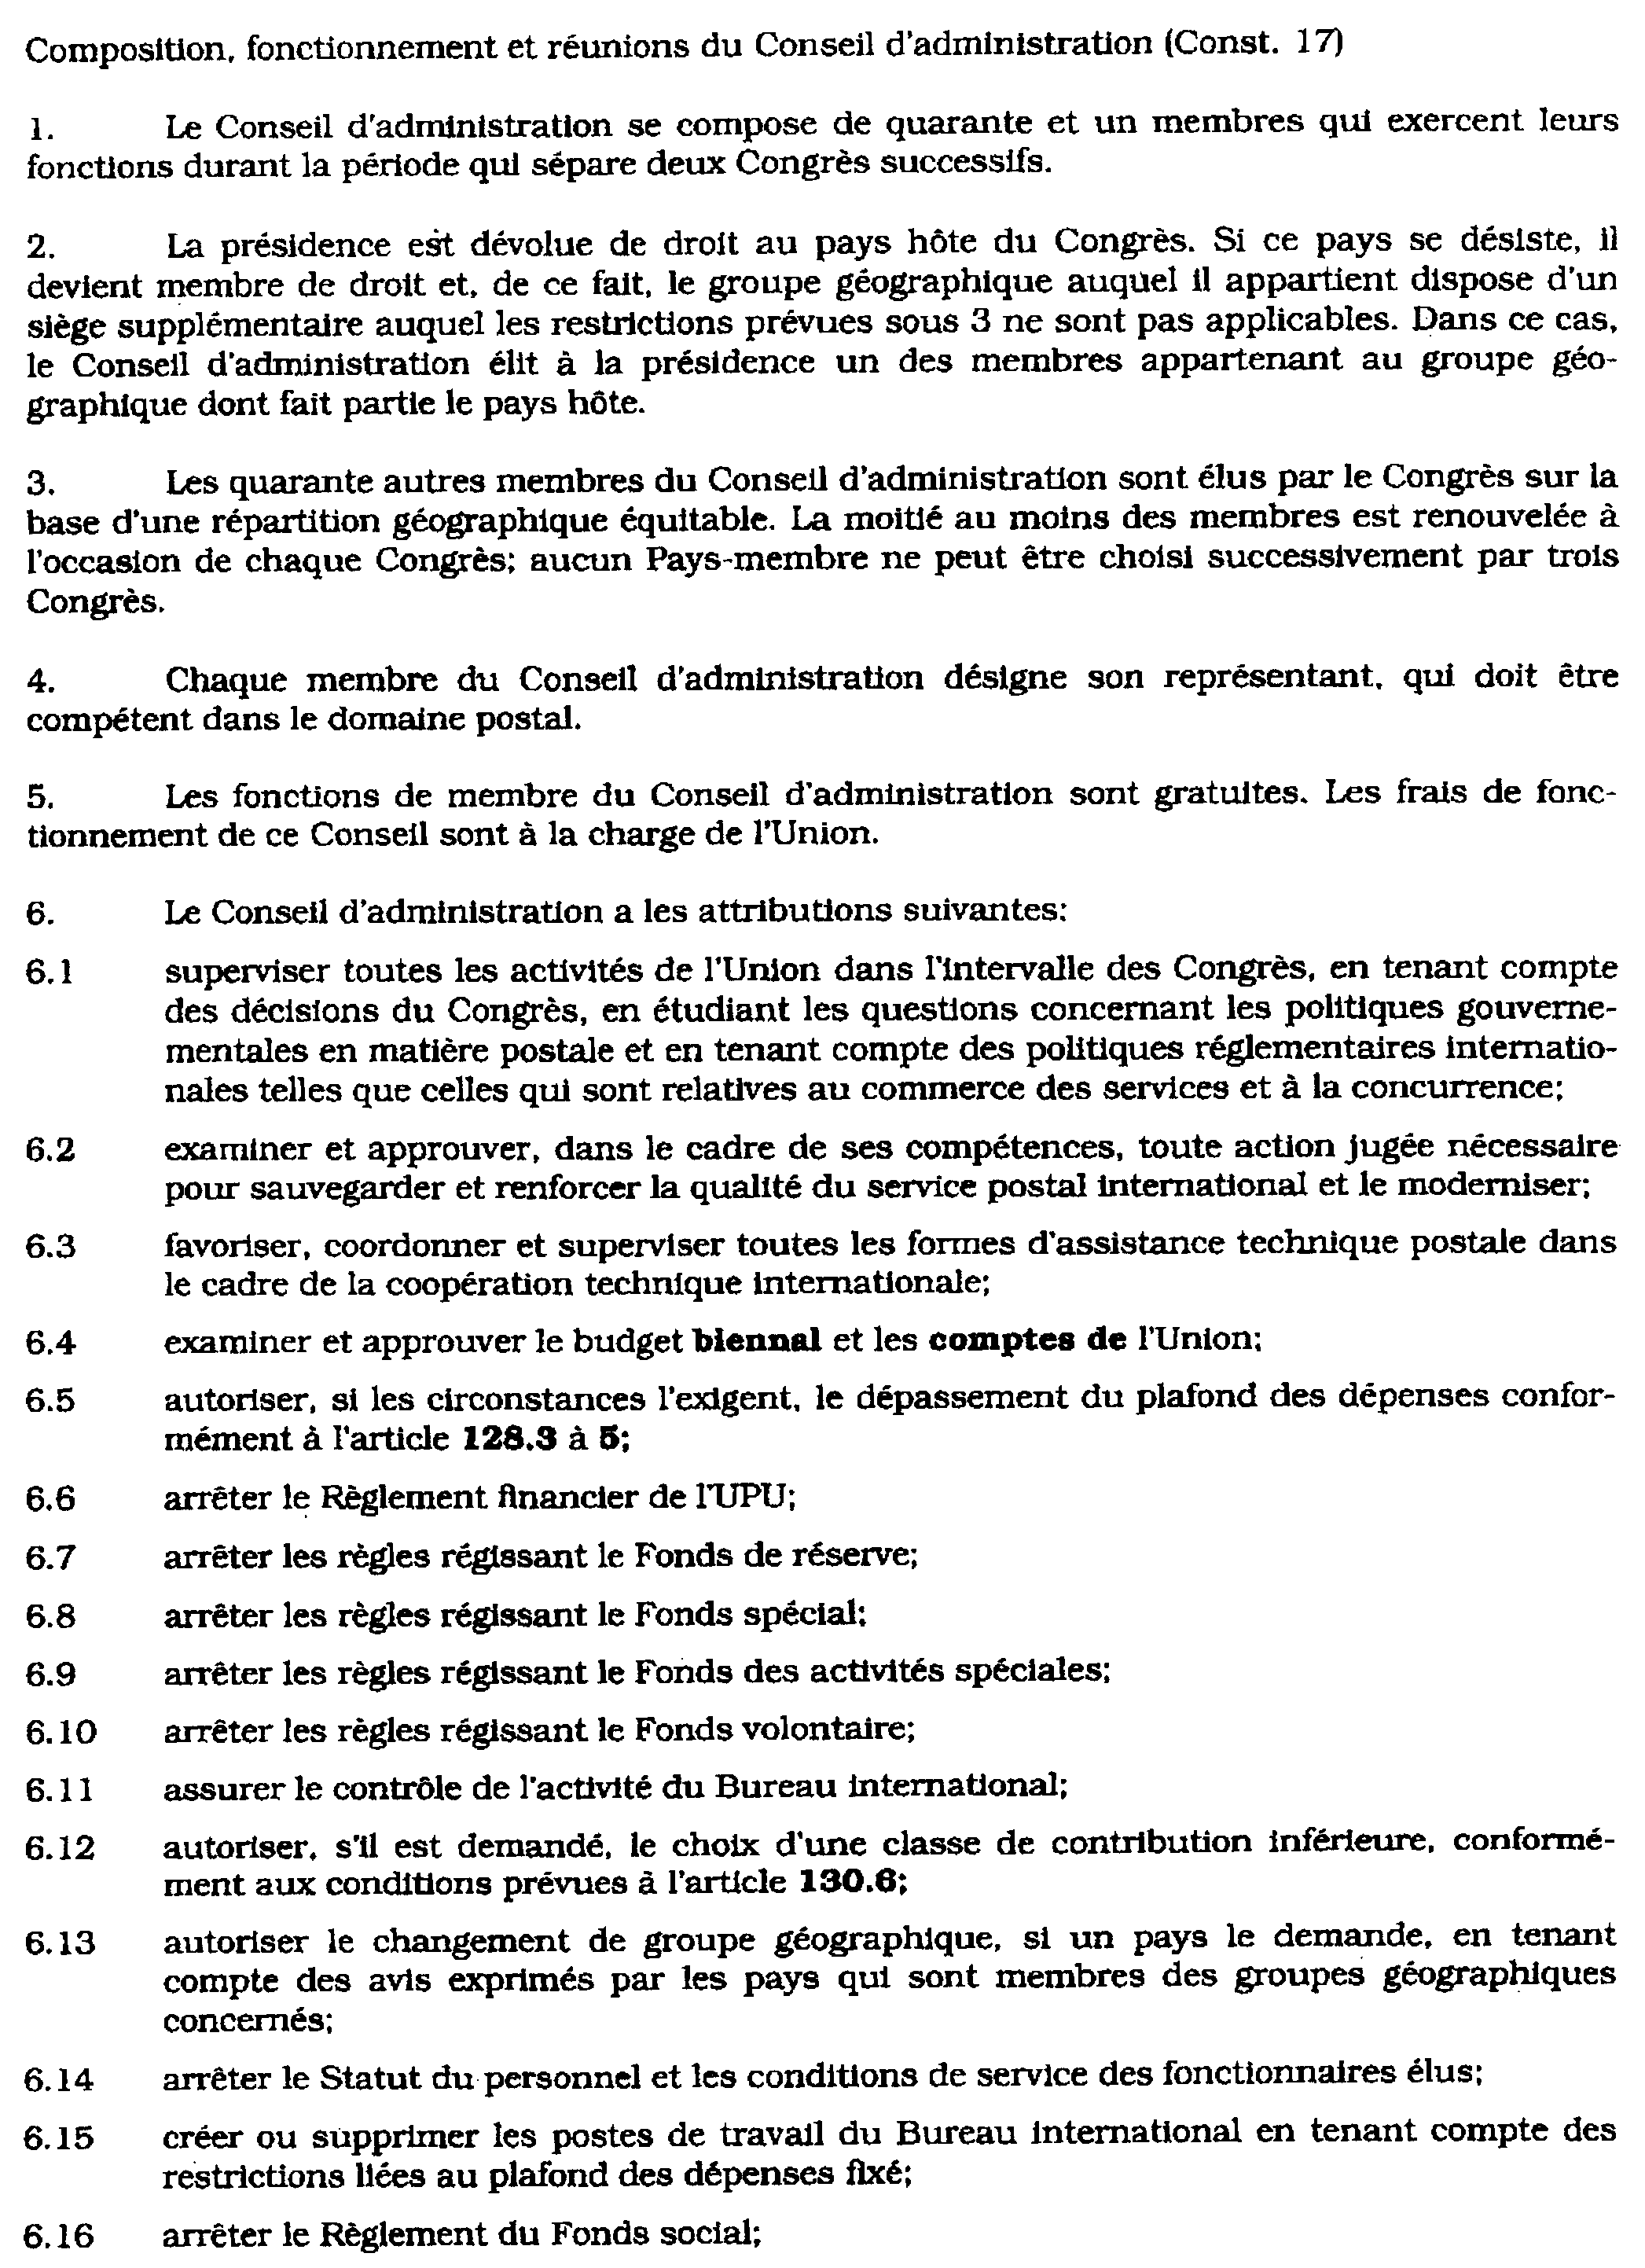 Composition, fonctionnement et réunions du Conseil d'administration (Const. 17)
1. Le Conseil d'administration se compose de quarante et un membres qui exercent leurs
fonctions durant la période qui sépare deux Congrès successifs.
2. La présidence est dévolue de droit au pays hôte du Congrès. Si ce pays se désiste, il
devient membre de droit et, de ce fait, le groupe géographique auquel il appartient dispose d'un
siège supplémentaire auquel les restrictions prévues sous 3 ne sont pas applicables. Dans ce cas,
le Conseil d'administration élit à la présidence un des membres appartenant au groupe géo-
graphique dont fait partie le pays hôte.
3. Les quarante autres membres du Conseil d'administration sont élus par le Congrès sur la
base d'une répartition géographique équitable. La moitié au moins des membres est renouvelée à
l'occasion de chaque Congrès; aucun Pays-membre ne peut être choisi successivement par trois
Congrès.
4. Chaque membre du Conseil d'administration désigne son représentant, qui doit être
compétent dans le domaine postal.
5. Les fonctions de membre du Conseil d'administration sont gratuites. Les frais de fonc-
tionnement de ce Conseil sont à la charge de l'Union.
6. Le Conseil d'administration a les attributions suivantes:
6.1 superviser toutes les activités de l'Union dans l'intervalle des Congrès, en tenant compte
des décisions du Congrès, en étudiant les questions concernant les politiques gouverne-
mentales en matière postale et en tenant compte des politiques réglementaires internatio-
nales telles que celles qui sont relatives au commerce des services et à la concurrence;
6.2 examiner et approuver, dans le cadre de ses compétences, toute action jugée nécessaire
pour sauvegarder et renforcer la qualité du service postal international et le moderniser;
6.3 favoriser, coordonner et superviser toutes les formes d'assistance technique postale dans
le cadre de la coopération technique internationale;
6.4 examiner et approuver le budget biennal et les comptes de l'Union;
6.5 autoriser, si les circonstances l'exigent, le dépassement du plafond des dépenses confor-
mément à l'article 128.3 à 5;
6.6 arrêter le Règlement financier de l'UPU;
6.7 arrêter les règles régissant le Fonds de réserve;
6.8 arrêter les règles régissant le Fonds spécial;
6.9 arrêter les règles régissant le Fonds des activités spéciales;
6.10 arrêter les règles régissant le Fonds volontaire;
6.11 assurer le contrôle de l'activité du Bureau international;
6.12 autoriser, s'il est demandé, le choix d'une classe de contribution inférieure, conformé-
ment aux conditions prévues à l'article 130.6;
6.13 autoriser le changement de groupe géographique, si un pays le demande, en tenant
compte des avis exprimés par les pays qui sont membres des groupes géographiques
concernés;
6.14 arrêter le Statut du personnel et les conditions de service des fonctionnaires élus;
6.15 créer ou supprimer les postes de travail du Bureau international en tenant compte des
restrictions liées au plafond des dépenses fixé;
6.16 arrêter le Règlement du Fonds social;